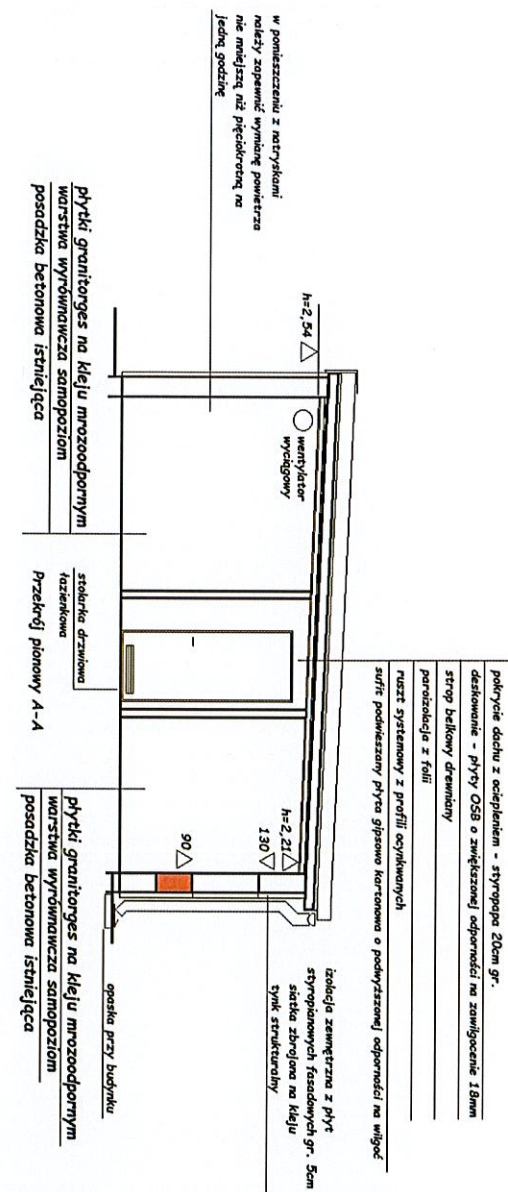 pokrycie dachu z ociepleniem - styropapa 20cm gr.
deskowanie - płyty OSB o zwiększonej odporności na zawilgocenie 18mm
strop belkowy drewniany
paroizolacja z folii
ruszt systemowy z profili ocynkowanych
sufit podwieszany płyta gipsowo kartonowa o podwyższonej odporności na wilgoć
w pomieszczeniu z natryskami
należy zapewnić wymianę powietrza
nie mniejszą niż pięciokrotną na
jedną godzinę
h=2,54
wentylator
wyciągowy
h=2,21
130
90
izolacja zewnętrzna z płyt
styropianowych fasadowych gr. 5cm
siatka zbrojona na kleju
tynk strukturalny
płytki granitorges na kleju mrozoodpornym
warstwa wyrównawcza samopoziom
posadzka betonowa istniejąca
stolarka drzwiowa
łazienkowa
Przekrój pionowy A-A
opaska przy budynku
płytki granitorges na kleju mrozoodpornym
warstwa wyrównawcza samopoziom
posadzka betonowa istniejąca